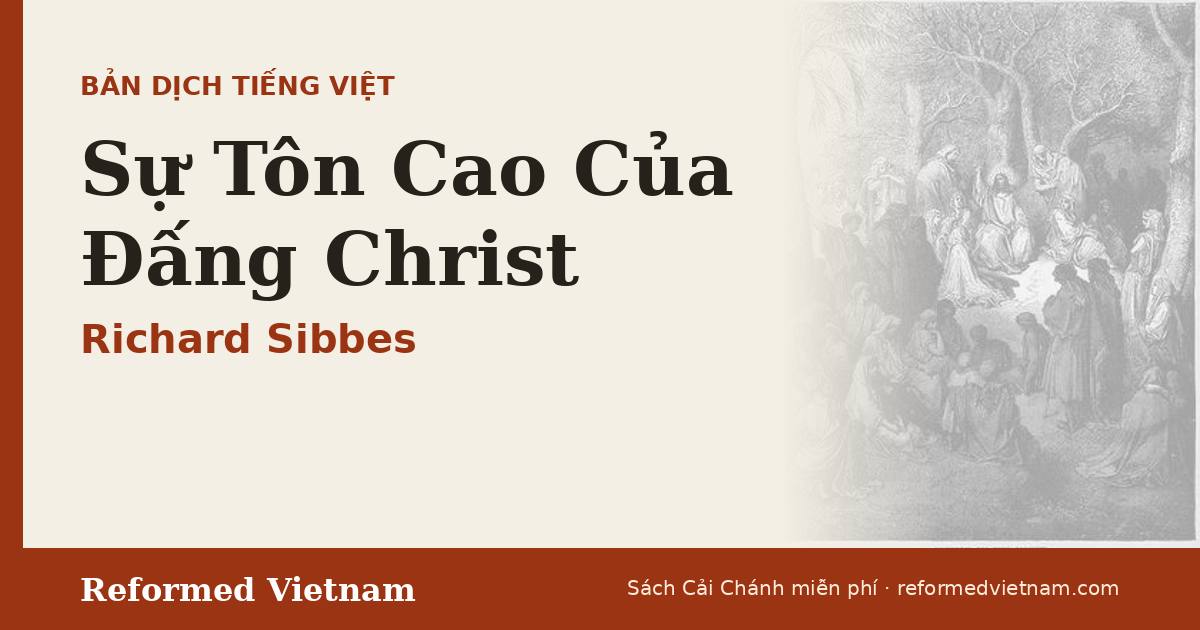 BẢN DỊCH TIẾNG VIỆT
Sự Tôn Cao Của
Đấng Christ
Richard Sibbes
Reformed Vietnam
Sách Cải Chánh miễn phí · reformedvietnam.com